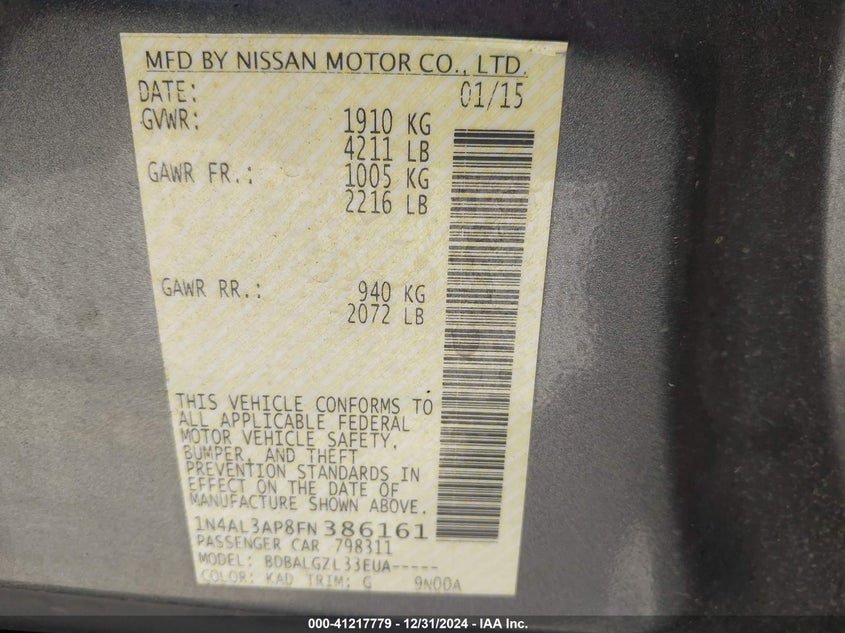 MFD BY NISSAN MOTOR CO., LTD.
DATE: 01/15
GVWR: 1910 KG
4211 LB
GAWR FR.: 1005 KG
2216 LB
GAWR RR.: 940 KG
2072 LB
THIS VEHICLE CONFORMS TO
ALL APPLICABLE FEDERAL
MOTOR VEHICLE SAFETY,
BUMPER, AND THEFT
PREVENTION STANDARDS IN
EFFECT ON THE DATE OF
MANUFACTURE SHOWN ABOVE.
1N4AL3AP8FN386161
PASSENGER CAR 798311
MODEL: BDBALGZL33EUA-----
COLOR: KAD TRIM: G 9N00A
000-41217779 - 12/31/2024 - IAA Inc.